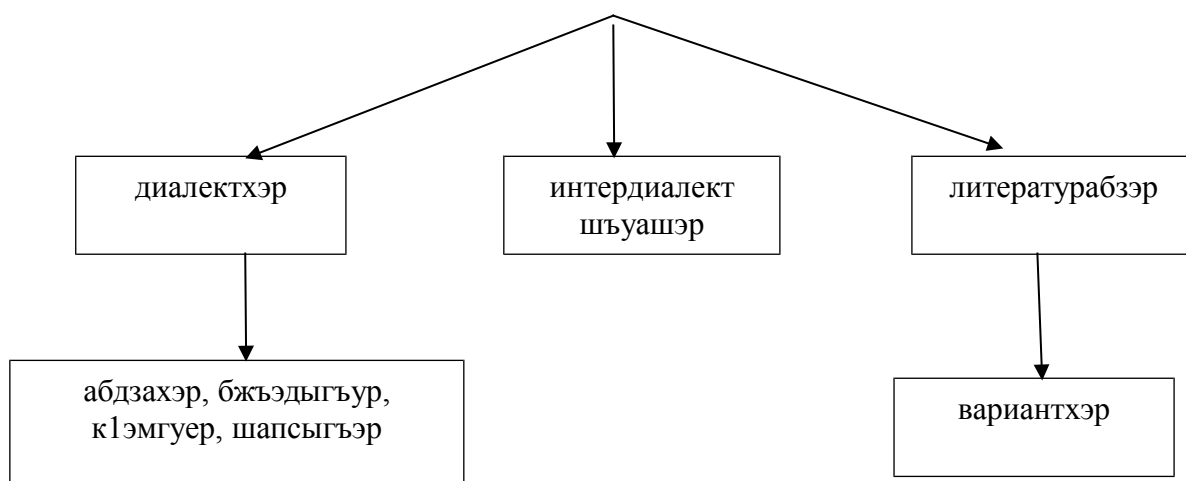 диалектхэр
интердиалект
шъуашэр
литературабзэр
абдзахэр, бжъэдыгъур,
к1эмгуер, шапсыгъэр
вариантхэр